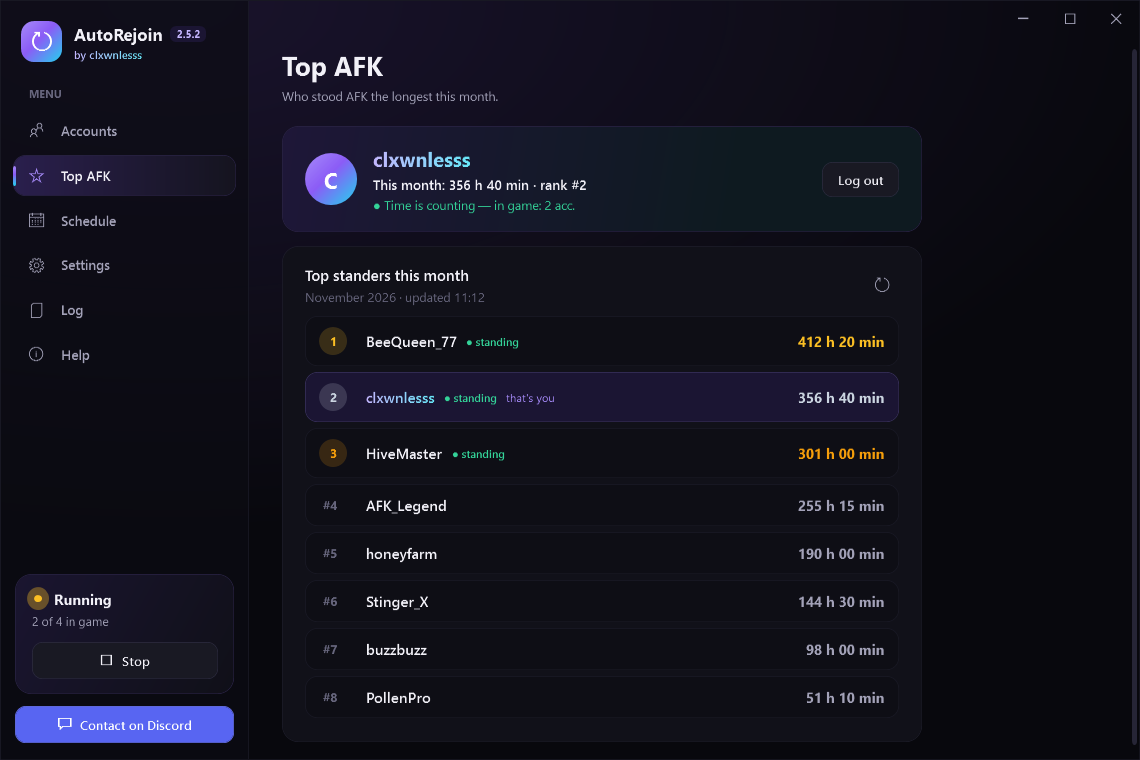 AutoRejoin 2.5.2
by clxwnlesss
MENU
Accounts
Top AFK
Schedule
Settings
Log
Help
Running
2 of 4 in game
Stop
Contact on Discord
Top AFK
Who stood AFK the longest this month.
C
clxwnlesss
This month: 356 h 40 min · rank #2
● Time is counting — in game: 2 acc.
Log out
Top standers this month
November 2026 · updated 11:12
1 BeeQueen_77 ● standing 412 h 20 min
2 clxwnlesss ● standing that's you 356 h 40 min
3 HiveMaster ● standing 301 h 00 min
#4 AFK_Legend 255 h 15 min
#5 honeyfarm 190 h 00 min
#6 Stinger_X 144 h 30 min
#7 buzzbuzz 98 h 00 min
#8 PollenPro 51 h 10 min